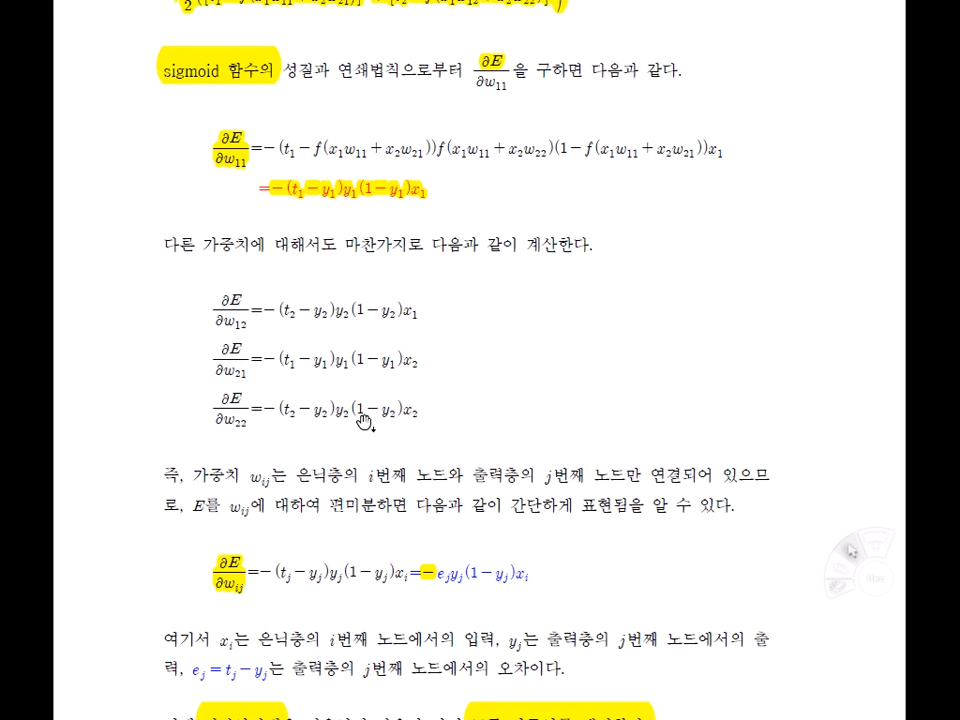 sigmoid 함수의 성질과 연쇄법칙으로부터 ∂E/∂w₁₁을 구하면 다음과 같다.
∂E/∂w₁₁=-(t₁-f(x₁w₁₁+x₂w₂₁))f(x₁w₁₁+x₂w₂₂)(1-f(x₁w₁₁+x₂w₂₁))x₁
=-(t₁-y₁)y₁(1-y₁)x₁
다른 가중치에 대해서도 마찬가지로 다음과 같이 계산한다.
∂E/∂w₁₂=-(t₂-y₂)y₂(1-y₂)x₁
∂E/∂w₂₁=-(t₁-y₁)y₁(1-y₁)x₂
∂E/∂w₂₂=-(t₂-y₂)y₂(1-y₂)x₂
즉, 가중치 wᵢⱼ는 은닉층의 i번째 노드와 출력층의 j번째 노드만 연결되어 있으므
로, E를 wᵢⱼ에 대하여 편미분하면 다음과 같이 간단하게 표현됨을 알 수 있다.
∂E/∂wᵢⱼ=-(tⱼ-yⱼ)yⱼ(1-yⱼ)xᵢ=-eⱼyⱼ(1-yⱼ)xᵢ
여기서 xᵢ는 은닉층의 i번째 노드에서의 입력, yⱼ는 출력층의 j번째 노드에서의 출
력, eⱼ=tⱼ-yⱼ는 출력층의 j번째 노드에서의 오차이다.